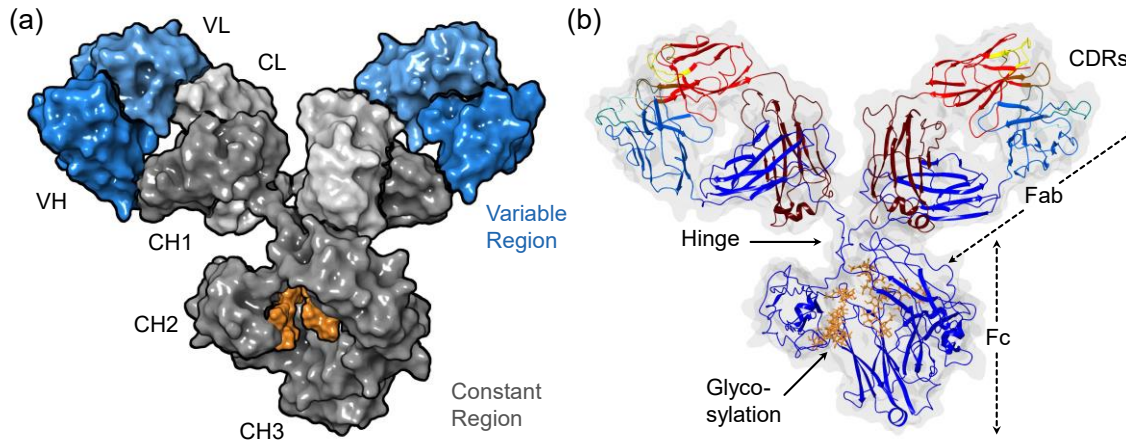 (a)
VL
CL
VH
CH1
Variable
Region
CH2
Constant
Region
CH3
(b)
CDRs
Fab
Hinge
Fc
Glyco-
sylation